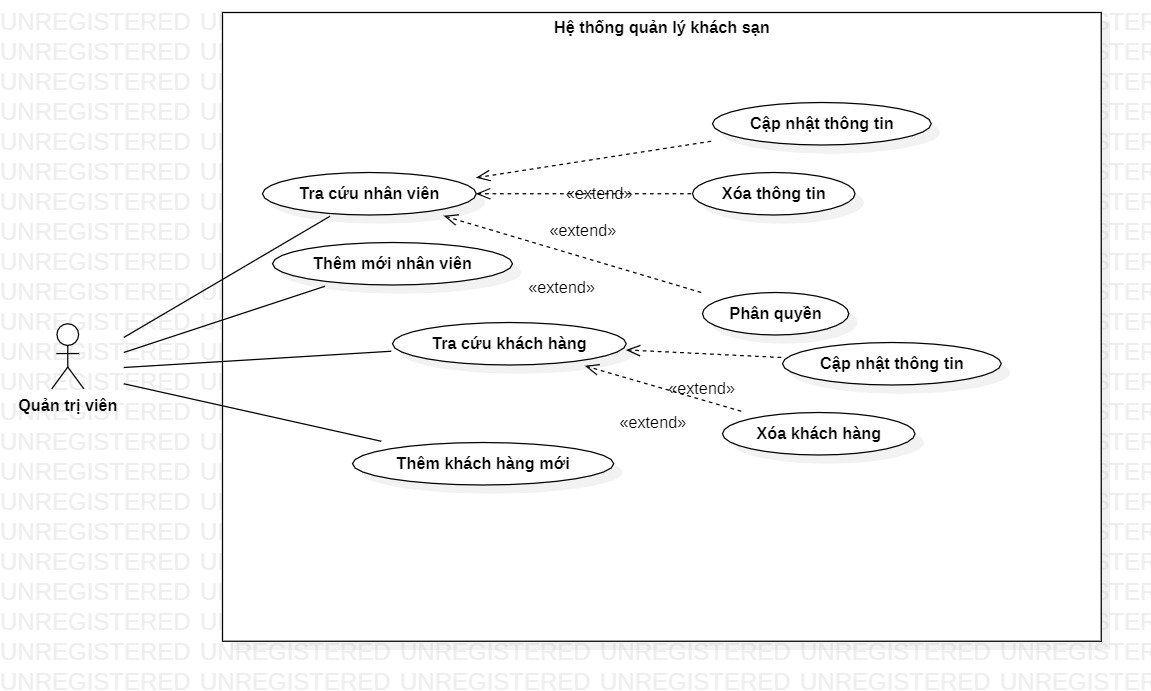 Hệ thống quản lý khách sạn
Cập nhật thông tin
Tra cứu nhân viên
«extend»
Xóa thông tin
«extend»
Thêm mới nhân viên
«extend»
Phân quyền
Tra cứu khách hàng
Cập nhật thông tin
«extend»
Quản trị viên
«extend»
Xóa khách hàng
Thêm khách hàng mới
UNREGISTERED